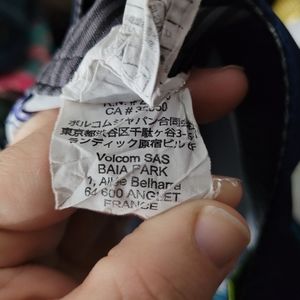 CA #
ボルコムジャパン合同会
東京都渋谷区千駄ヶ谷3-
ランディック原宿ビル
Volcom SAS
BAIA PARK
1, Allée Belharra
64 600 ANGLET
FRANCE